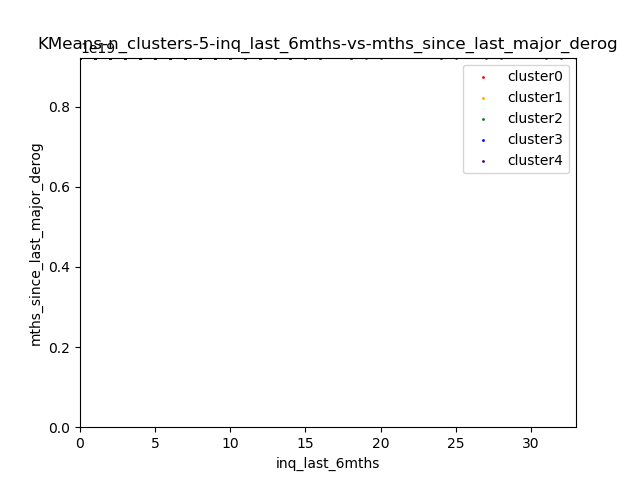 KMeans-n_clusters-5-inq_last_6mths-vs-mths_since_last_major_derog
1e19
cluster0
cluster1
cluster2
cluster3
cluster4
0.8
0.6
0.4
0.2
0.0
mths_since_last_major_derog
0 5 10 15 20 25 30
inq_last_6mths